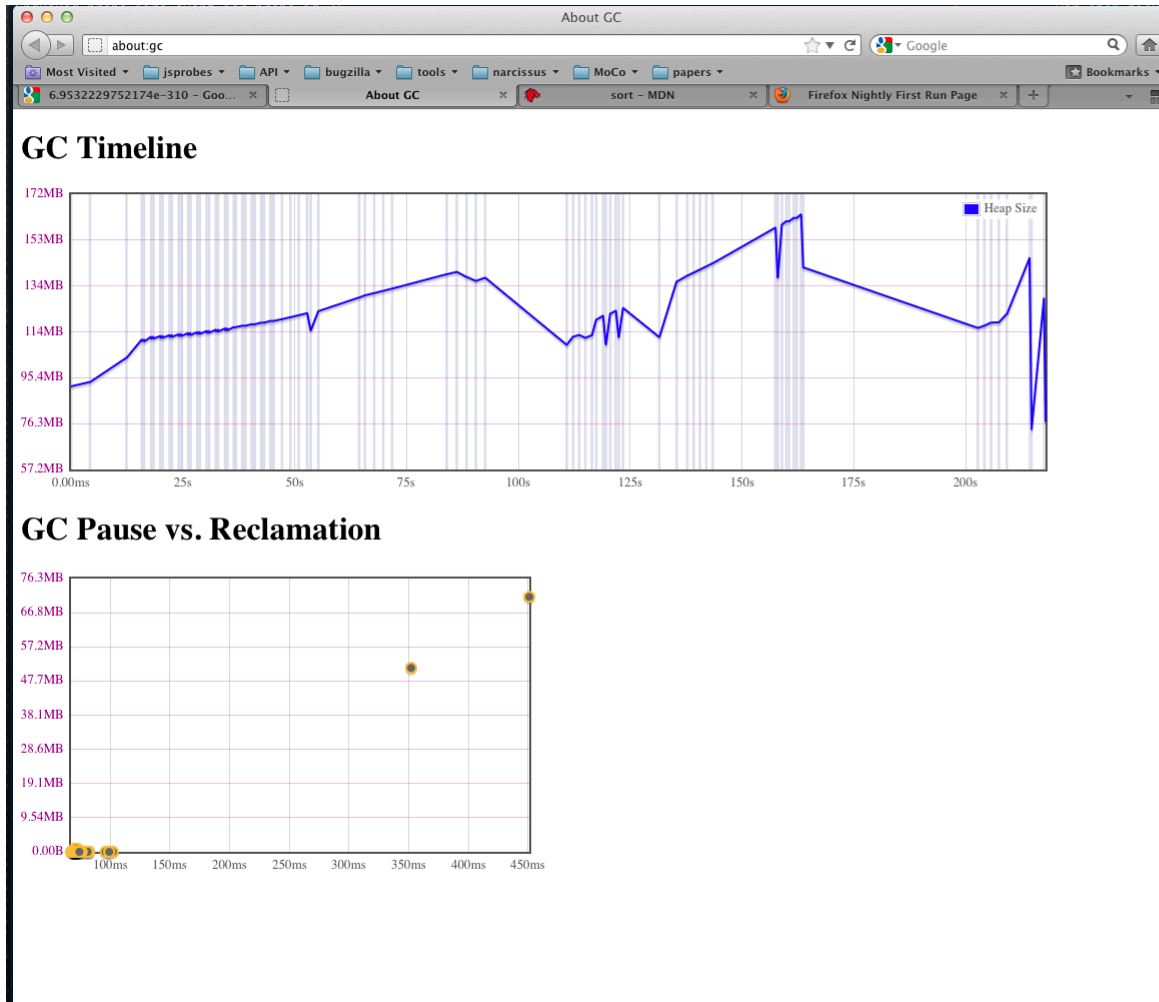 About GC
about:gc
Google
Most Visited jsprobes API bugzilla tools narcissus MoCo papers Bookmarks
6.9532229752174e-310 - Goo... About GC sort - MDN Firefox Nightly First Run Page
GC Timeline
172MB
Heap Size
153MB
134MB
114MB
95.4MB
76.3MB
57.2MB
0.00ms 25s 50s 75s 100s 125s 150s 175s 200s
GC Pause vs. Reclamation
76.3MB
66.8MB
57.2MB
47.7MB
38.1MB
28.6MB
19.1MB
9.54MB
0.00B
100ms 150ms 200ms 250ms 300ms 350ms 400ms 450ms